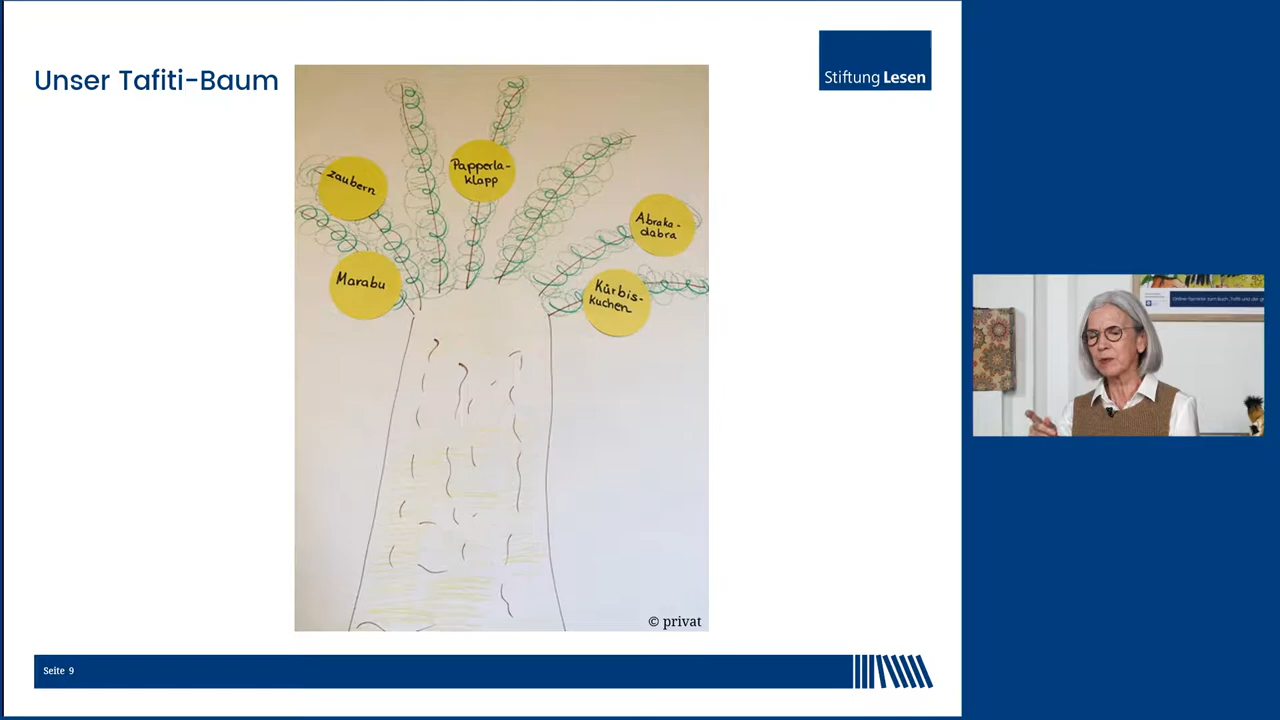 Unser Tafiti-Baum
Stiftung Lesen
zaubern
Papperla-
klapp
Abraka-
dabra
Marabu
Kürbis-
kuchen
© privat
Seite 9